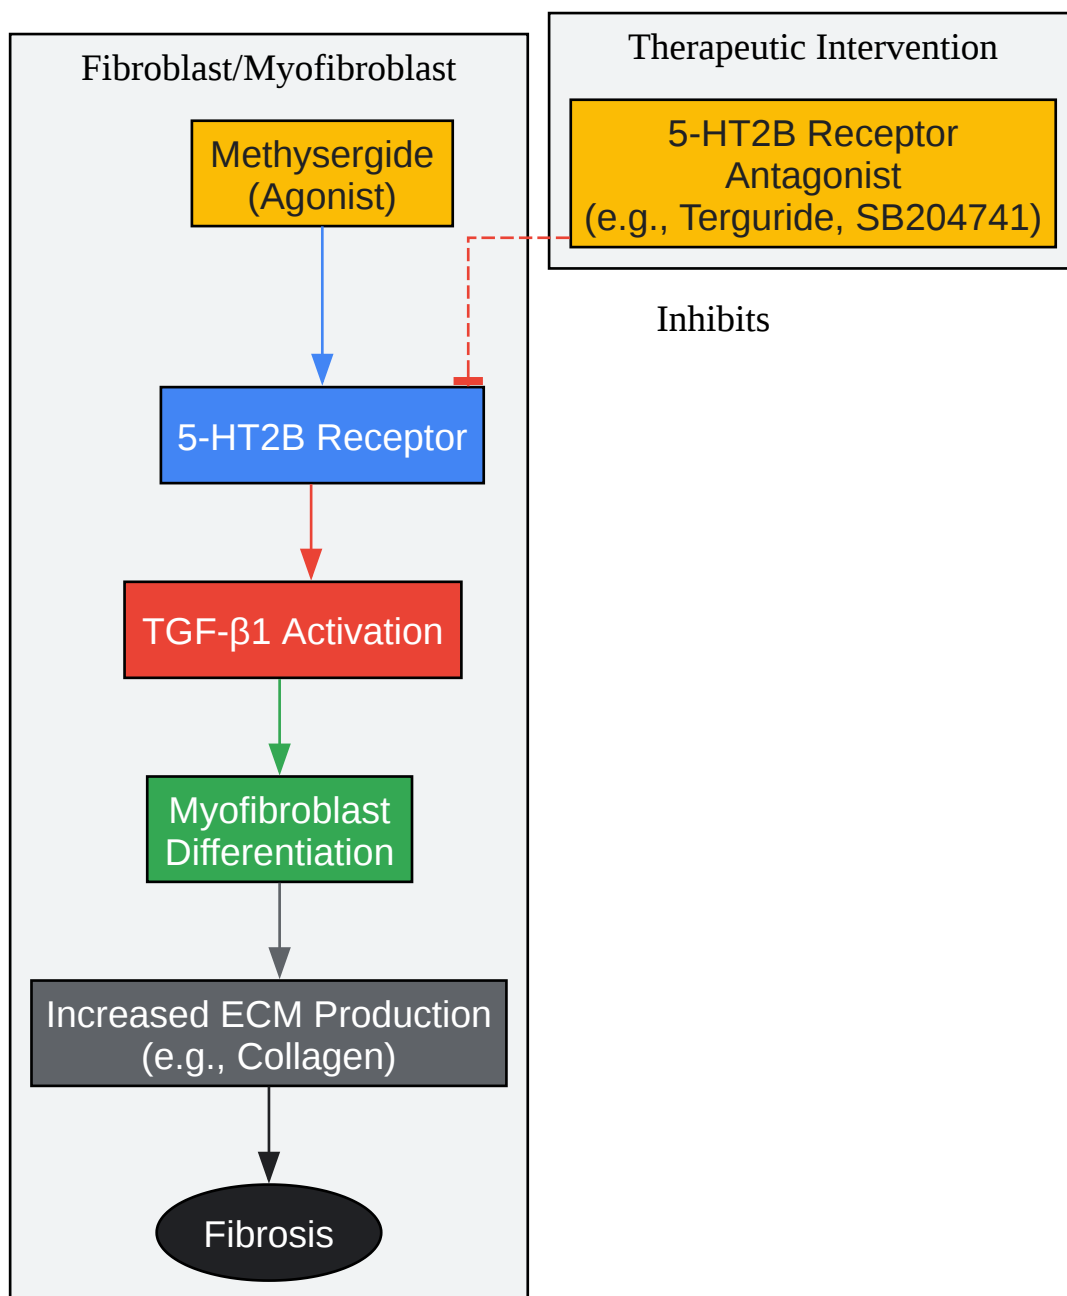 Fibroblast/Myofibroblast
Methysergide
(Agonist)
5-HT2B Receptor
TGF-β1 Activation
Myofibroblast
Differentiation
Increased ECM Production
(e.g., Collagen)
Fibrosis
Therapeutic Intervention
5-HT2B Receptor
Antagonist
(e.g., Terguride, SB204741)
Inhibits